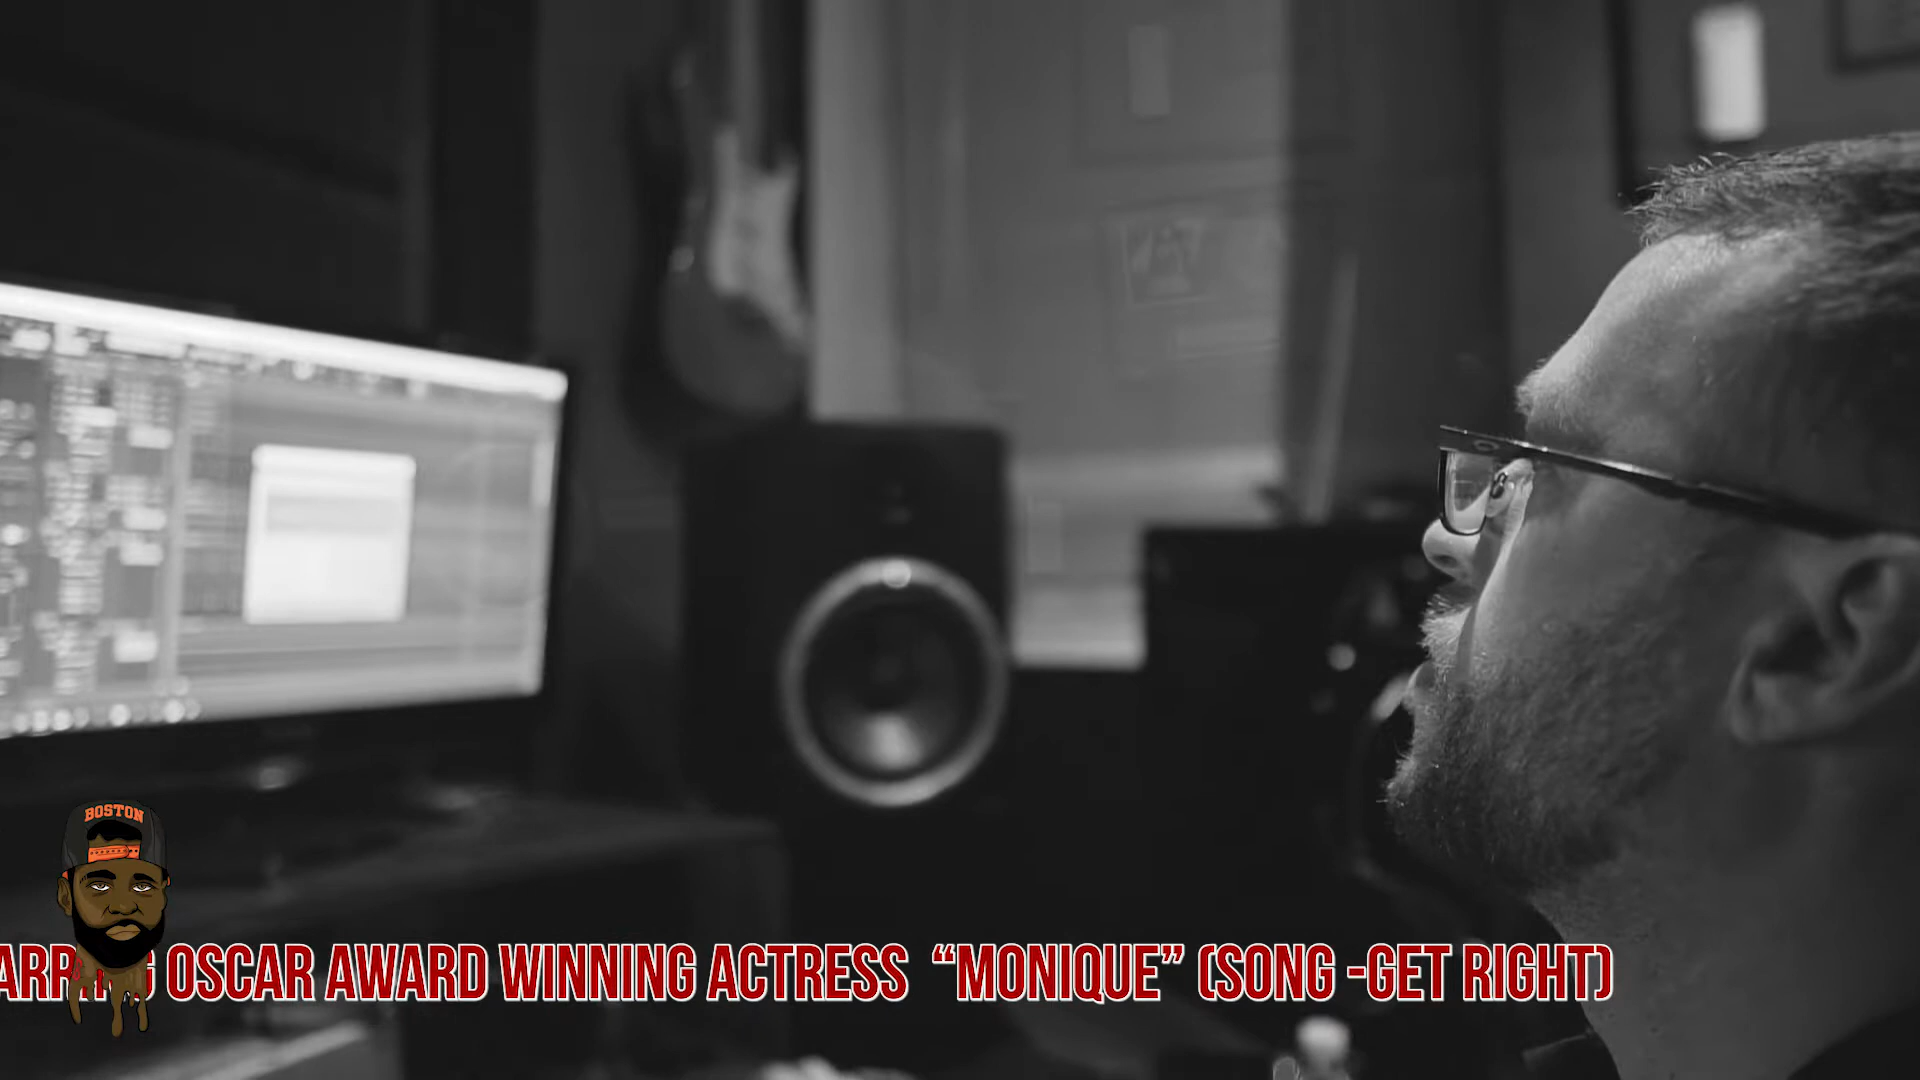 BOSTON
OSCAR AWARD WINNING ACTRESS “MONIQUE” (SONG -GET RIGHT)